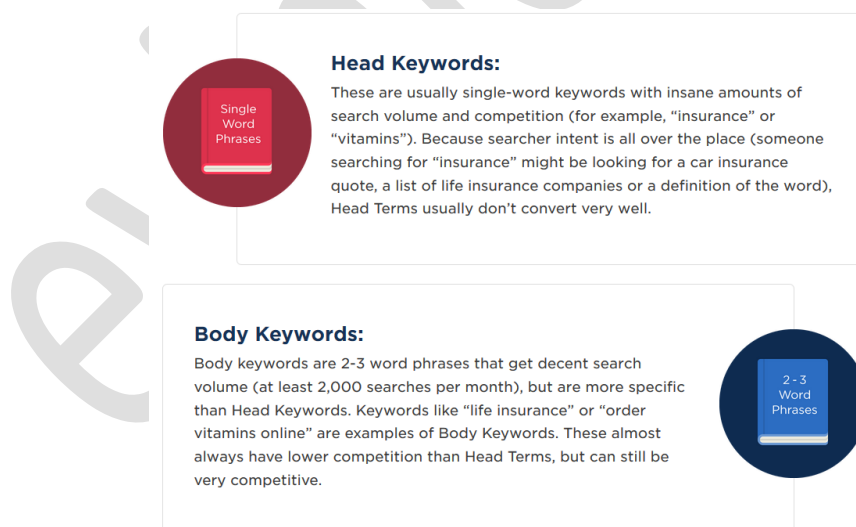 Head Keywords:
These are usually single-word keywords with insane amounts of
search volume and competition (for example, “insurance” or
“vitamins”). Because searcher intent is all over the place (someone
searching for “insurance” might be looking for a car insurance
quote, a list of life insurance companies or a definition of the word),
Head Terms usually don’t convert very well.
Single
Word
Phrases
Body Keywords:
Body keywords are 2-3 word phrases that get decent search
volume (at least 2,000 searches per month), but are more specific
than Head Keywords. Keywords like “life insurance” or “order
vitamins online” are examples of Body Keywords. These almost
always have lower competition than Head Terms, but can still be
very competitive.
2 - 3
Word
Phrases